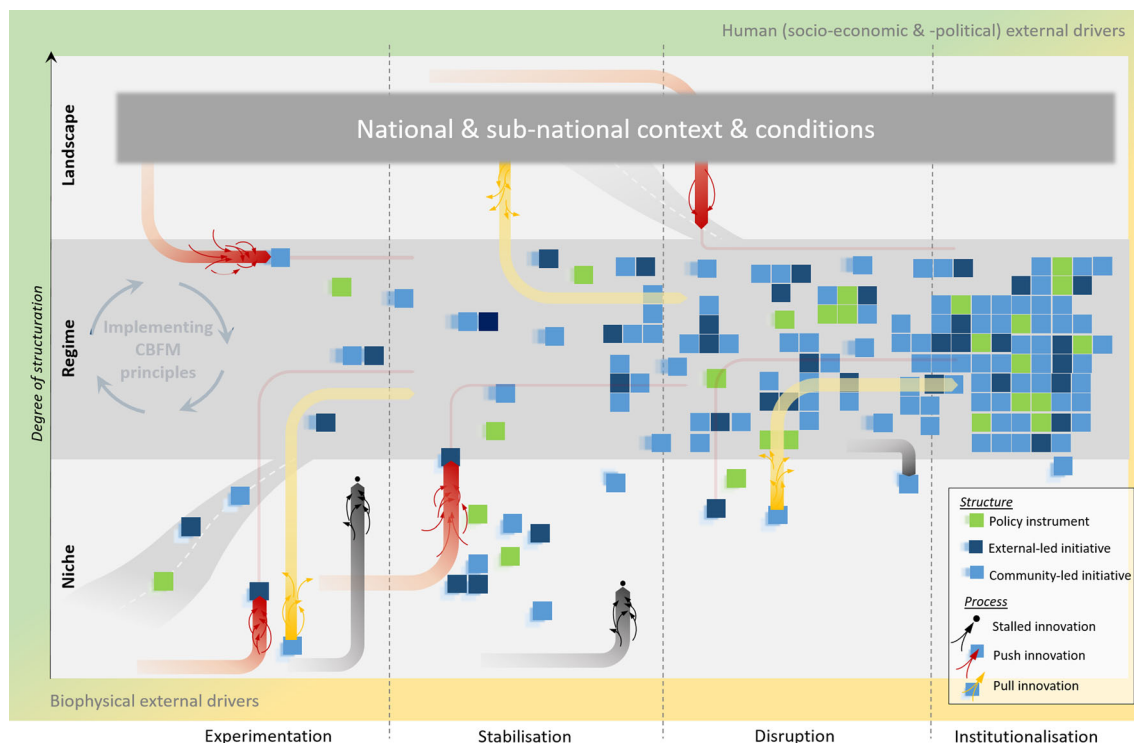 Human (socio-economic & -political) external drivers
Landscape
National & sub-national context & conditions
Degree of structuration
Regime
Implementing
CBFM
principles
Niche
Structure
Policy instrument
External-led initiative
Community-led initiative
Process
Stalled innovation
Push innovation
Pull innovation
Biophysical external drivers
Experimentation
Stabilisation
Disruption
Institutionalisation